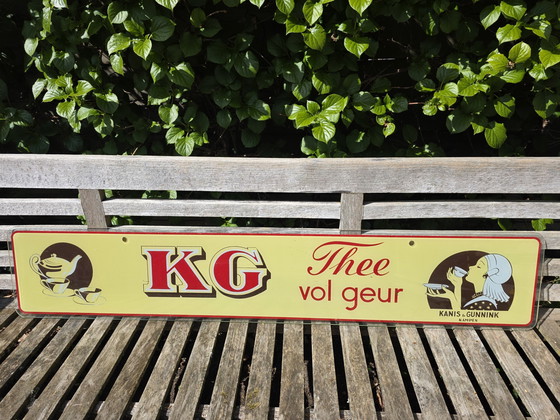 KG
Thee
vol geur
KANIS & GUNNINK
KAMPEN